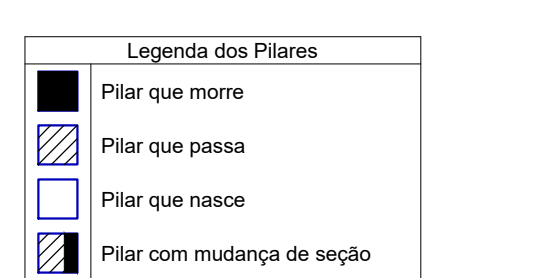 Legenda dos Pilares
Pilar que morre
Pilar que passa
Pilar que nasce
Pilar com mudança de seção